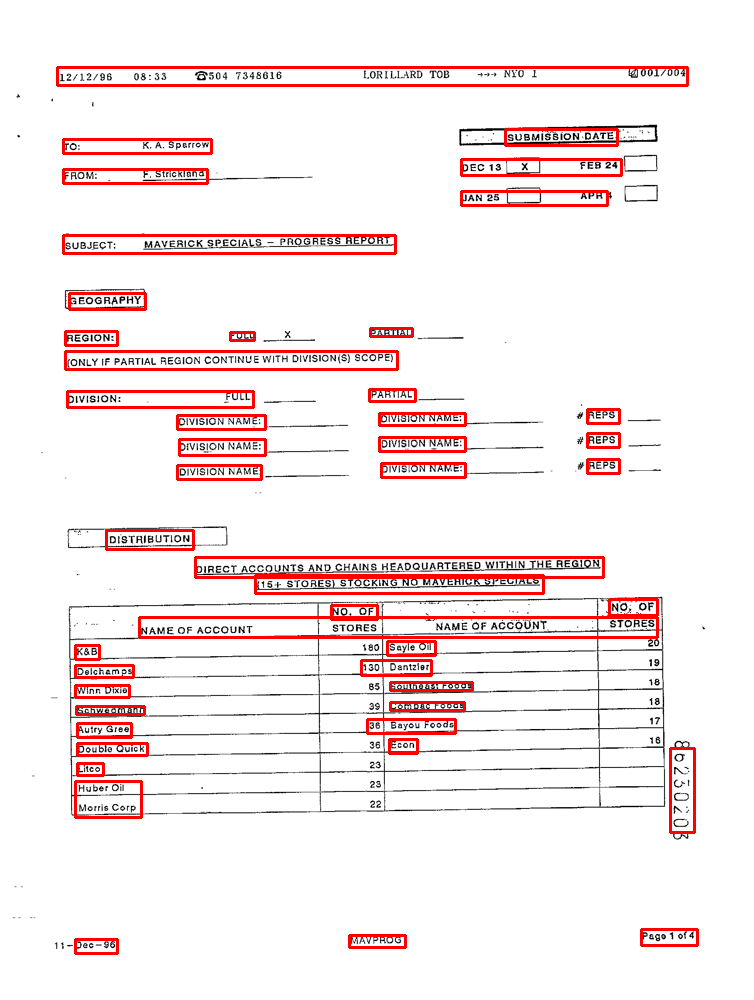 12/12/96 08:33 ☎504 7348616 LORILLARD TOB →→→ NYO 1 001/004
SUBMISSION DATE
TO: K. A. Sparrow
DEC 13 X FEB 24
FROM: F. Strickland
JAN 25 APR 4
SUBJECT: MAVERICK SPECIALS – PROGRESS REPORT
GEOGRAPHY
REGION: FULL X PARTIAL
(ONLY IF PARTIAL REGION CONTINUE WITH DIVISION(S) SCOPE)
DIVISION: FULL PARTIAL
DIVISION NAME: DIVISION NAME: # REPS
DIVISION NAME: DIVISION NAME: # REPS
DIVISION NAME: DIVISION NAME: # REPS
DISTRIBUTION
DIRECT ACCOUNTS AND CHAINS HEADQUARTERED WITHIN THE REGION
(15+ STORES) STOCKING NO MAVERICK SPECIALS
NO. OF NO. OF
NAME OF ACCOUNT STORES NAME OF ACCOUNT STORES
K&B 180 Sayle Oil 20
Delchamps 130 Dantzler 19
Winn Dixie 85 Southeast Foods 18
Schwegmann 39 Compac Foods 18
Autry Gree 36 Bayou Foods 17
Double Quick 36 Econ 16
Litco 23
Huber Oil 23
Morris Corp 22
11-Dec-96 MAVPROG Page 1 of 4